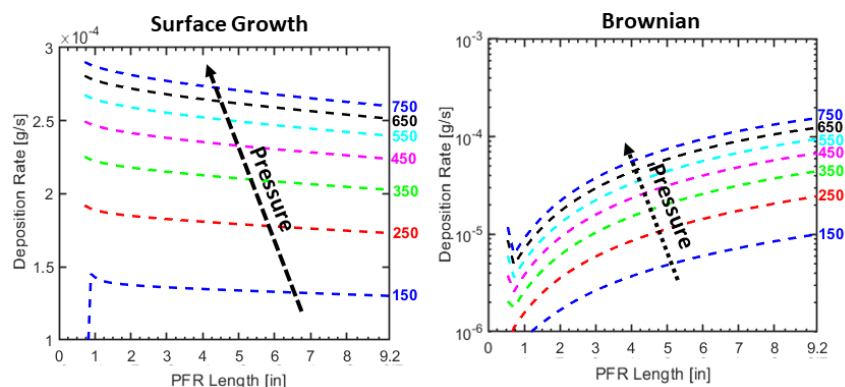 Surface Growth
×10⁻⁴
3
2.5
2
1.5
1
Deposition Rate [g/s]
750
650
550
450
350
250
150
Pressure
0 1 2 3 4 5 6 7 8 9.2
PFR Length [in]
Brownian
10⁻³
10⁻⁴
10⁻⁵
10⁻⁶
Deposition Rate [g/s]
750
650
550
450
350
250
150
Pressure
0 1 2 3 4 5 6 7 8 9.2
PFR Length [in]